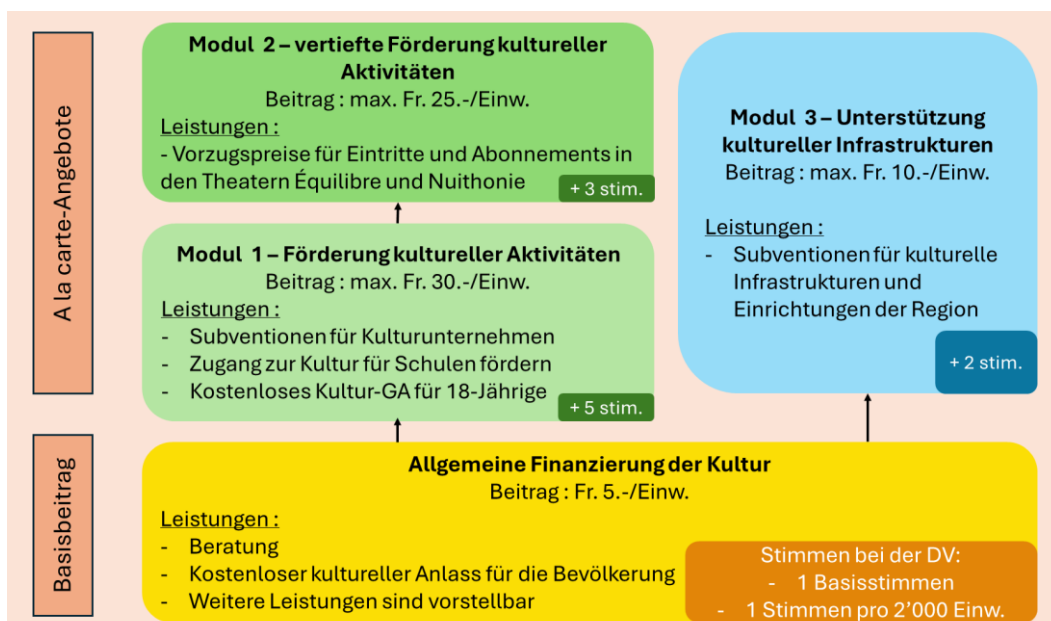 A la carte-Angebote
Modul 2 – vertiefte Förderung kultureller
Aktivitäten
Beitrag : max. Fr. 25.-/Einw.
Leistungen :
- Vorzugspreise für Eintritte und Abonnements in
den Theatern Équilibre und Nuithonie
+ 3 stim.
Modul 3 – Unterstützung
kultureller Infrastrukturen
Beitrag : max. Fr. 10.-/Einw.
Leistungen :
- Subventionen für kulturelle
Infrastrukturen und
Einrichtungen der Region
+ 2 stim.
Modul 1 – Förderung kultureller Aktivitäten
Beitrag : max. Fr. 30.-/Einw.
Leistungen :
- Subventionen für Kulturunternehmen
- Zugang zur Kultur für Schulen fördern
- Kostenloses Kultur-GA für 18-Jährige
+ 5 stim.
Basisbeitrag
Allgemeine Finanzierung der Kultur
Beitrag : Fr. 5.-/Einw.
Leistungen :
- Beratung
- Kostenloser kultureller Anlass für die Bevölkerung
- Weitere Leistungen sind vorstellbar
Stimmen bei der DV:
- 1 Basisstimmen
- 1 Stimmen pro 2’000 Einw.